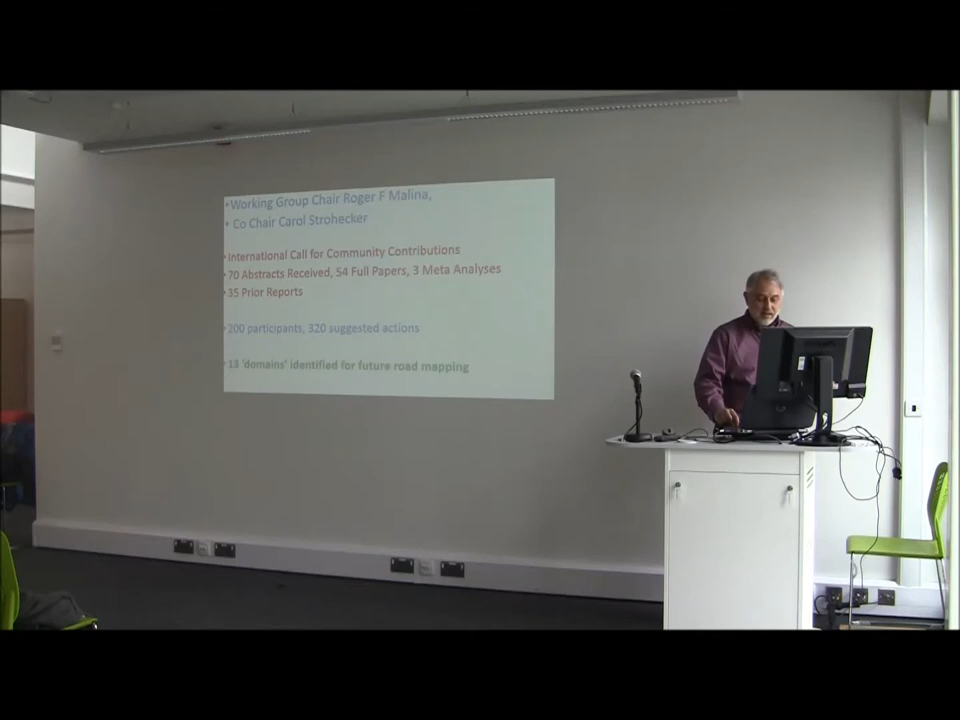 •Working Group Chair Roger F Malina,
• Co Chair Carol Strohecker
•International Call for Community Contributions
•70 Abstracts Received, 54 Full Papers, 3 Meta Analyses
•35 Prior Reports
•200 participants, 320 suggested actions
•13 'domains' identified for future road mapping